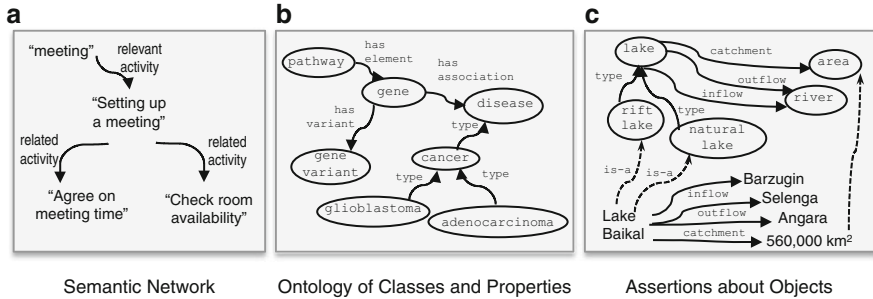 a
"meeting"
relevant
activity
"Setting up
a meeting"
related
activity
related
activity
"Agree on
meeting time"
"Check room
availability"
Semantic Network
b
pathway
has
element
gene
has
association
disease
has
variant
type
gene
variant
cancer
type
type
glioblastoma
adenocarcinoma
Ontology of Classes and Properties
c
lake
catchment
area
outflow
type
inflow
river
type
rift
lake
natural
lake
is-a
is-a
Barzugin
inflow
Selenga
Lake
Baikal
outflow
Angara
catchment
560,000 km²
Assertions about Objects